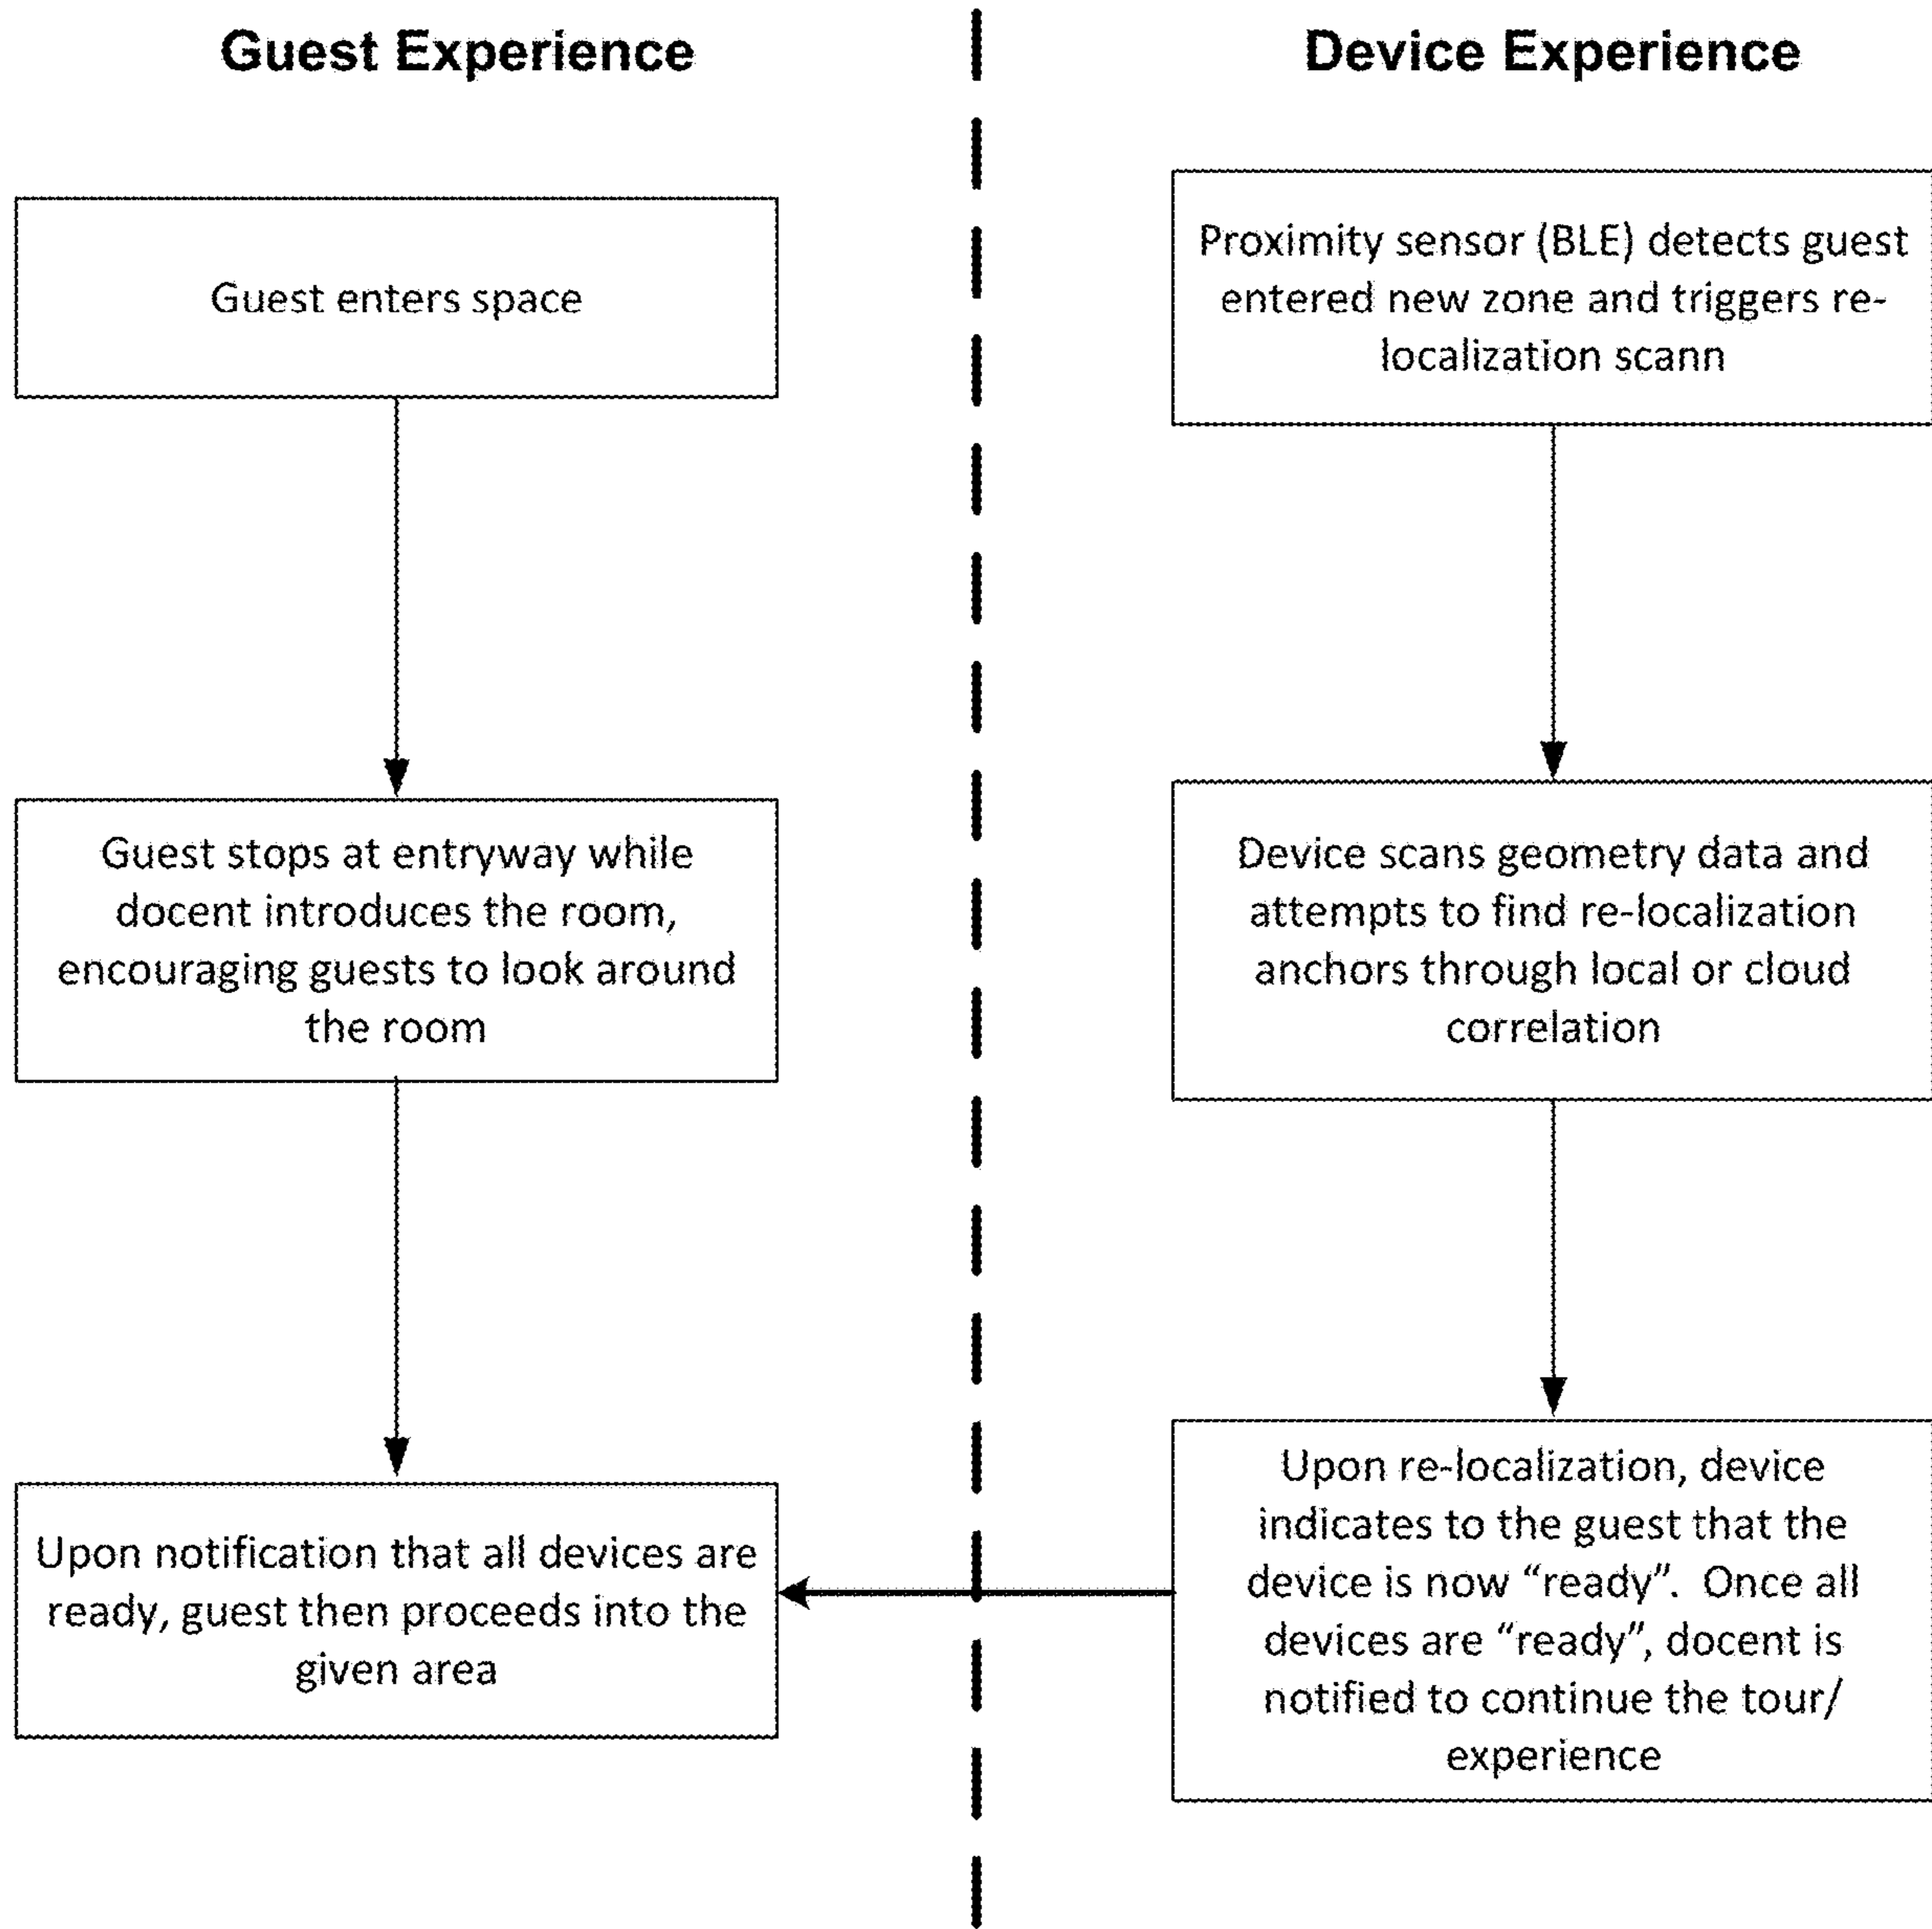 Guest Experience
Guest enters space
Guest stops at entryway while
docent introduces the room,
encouraging guests to look around
the room
Upon notification that all devices are
ready, guest then proceeds into the
given area
Device Experience
Proximity sensor (BLE) detects guest
entered new zone and triggers re-
localization scann
Device scans geometry data and
attempts to find re-localization
anchors through local or cloud
correlation
Upon re-localization, device
indicates to the guest that the
device is now “ready”.  Once all
devices are “ready”, docent is
notified to continue the tour/
experience